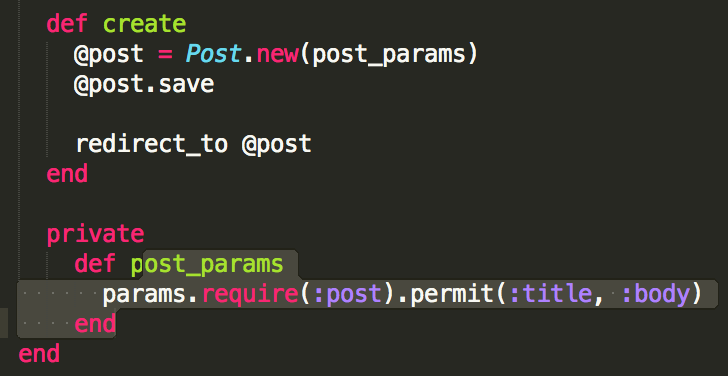 def create
@post = Post.new(post_params)
@post.save
redirect_to @post
end
private
def post_params
params.require(:post).permit(:title, :body)
end
end